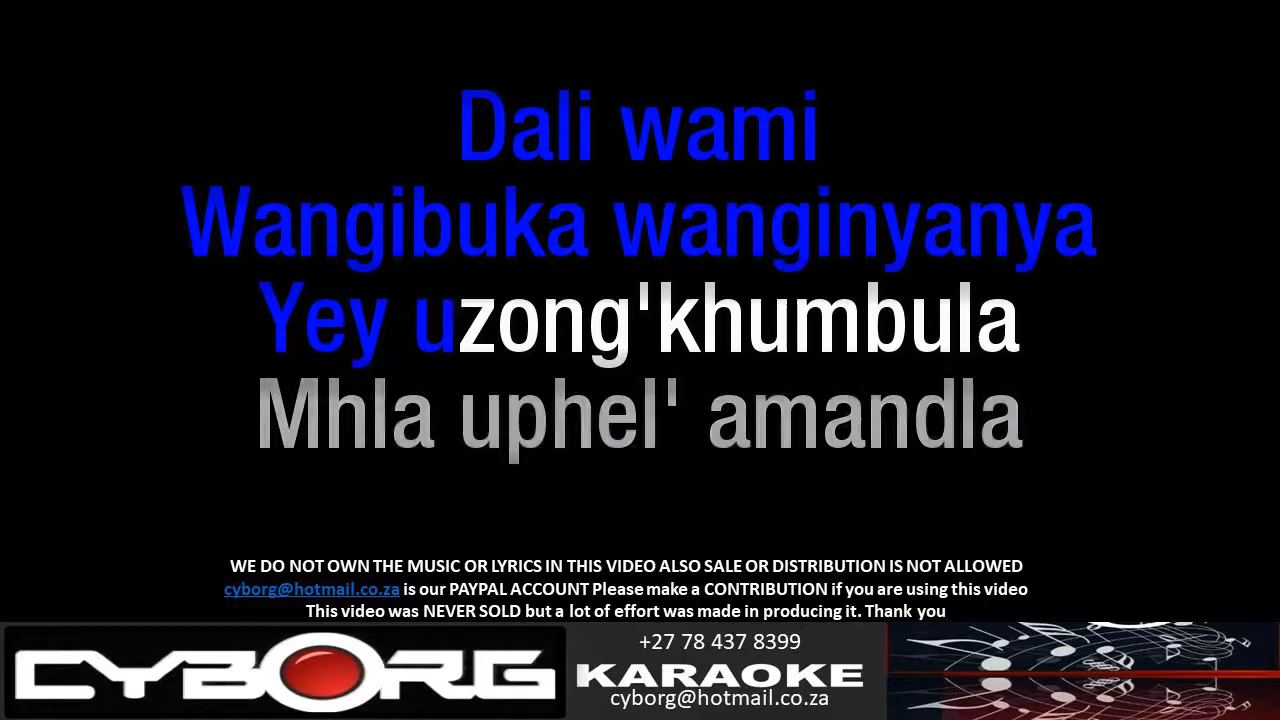 Dali wami
Wangibuka wanginyanya
Yey uzong'khumbula
Mhla uphel' amandla
WE DO NOT OWN THE MUSIC OR LYRICS IN THIS VIDEO ALSO SALE OR DISTRIBUTION IS NOT ALLOWED
cyborg@hotmail.co.za is our PAYPAL ACCOUNT Please make a CONTRIBUTION if you are using this video
This video was NEVER SOLD but a lot of effort was made in producing it. Thank you
CYBORG
+27 78 437 8399
KARAOKE
cyborg@hotmail.co.za